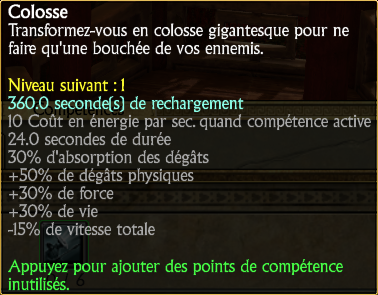 Colosse
Transformez-vous en colosse gigantesque pour ne
faire qu'une bouchée de vos ennemis.
Niveau suivant : 1
360.0 seconde(s) de rechargement
10 Coût en énergie par sec. quand compétence active
24.0 secondes de durée
30% d'absorption des dégâts
+50% de dégâts physiques
+30% de force
+30% de vie
-15% de vitesse totale
Appuyez pour ajouter des points de compétence
inutilisés.